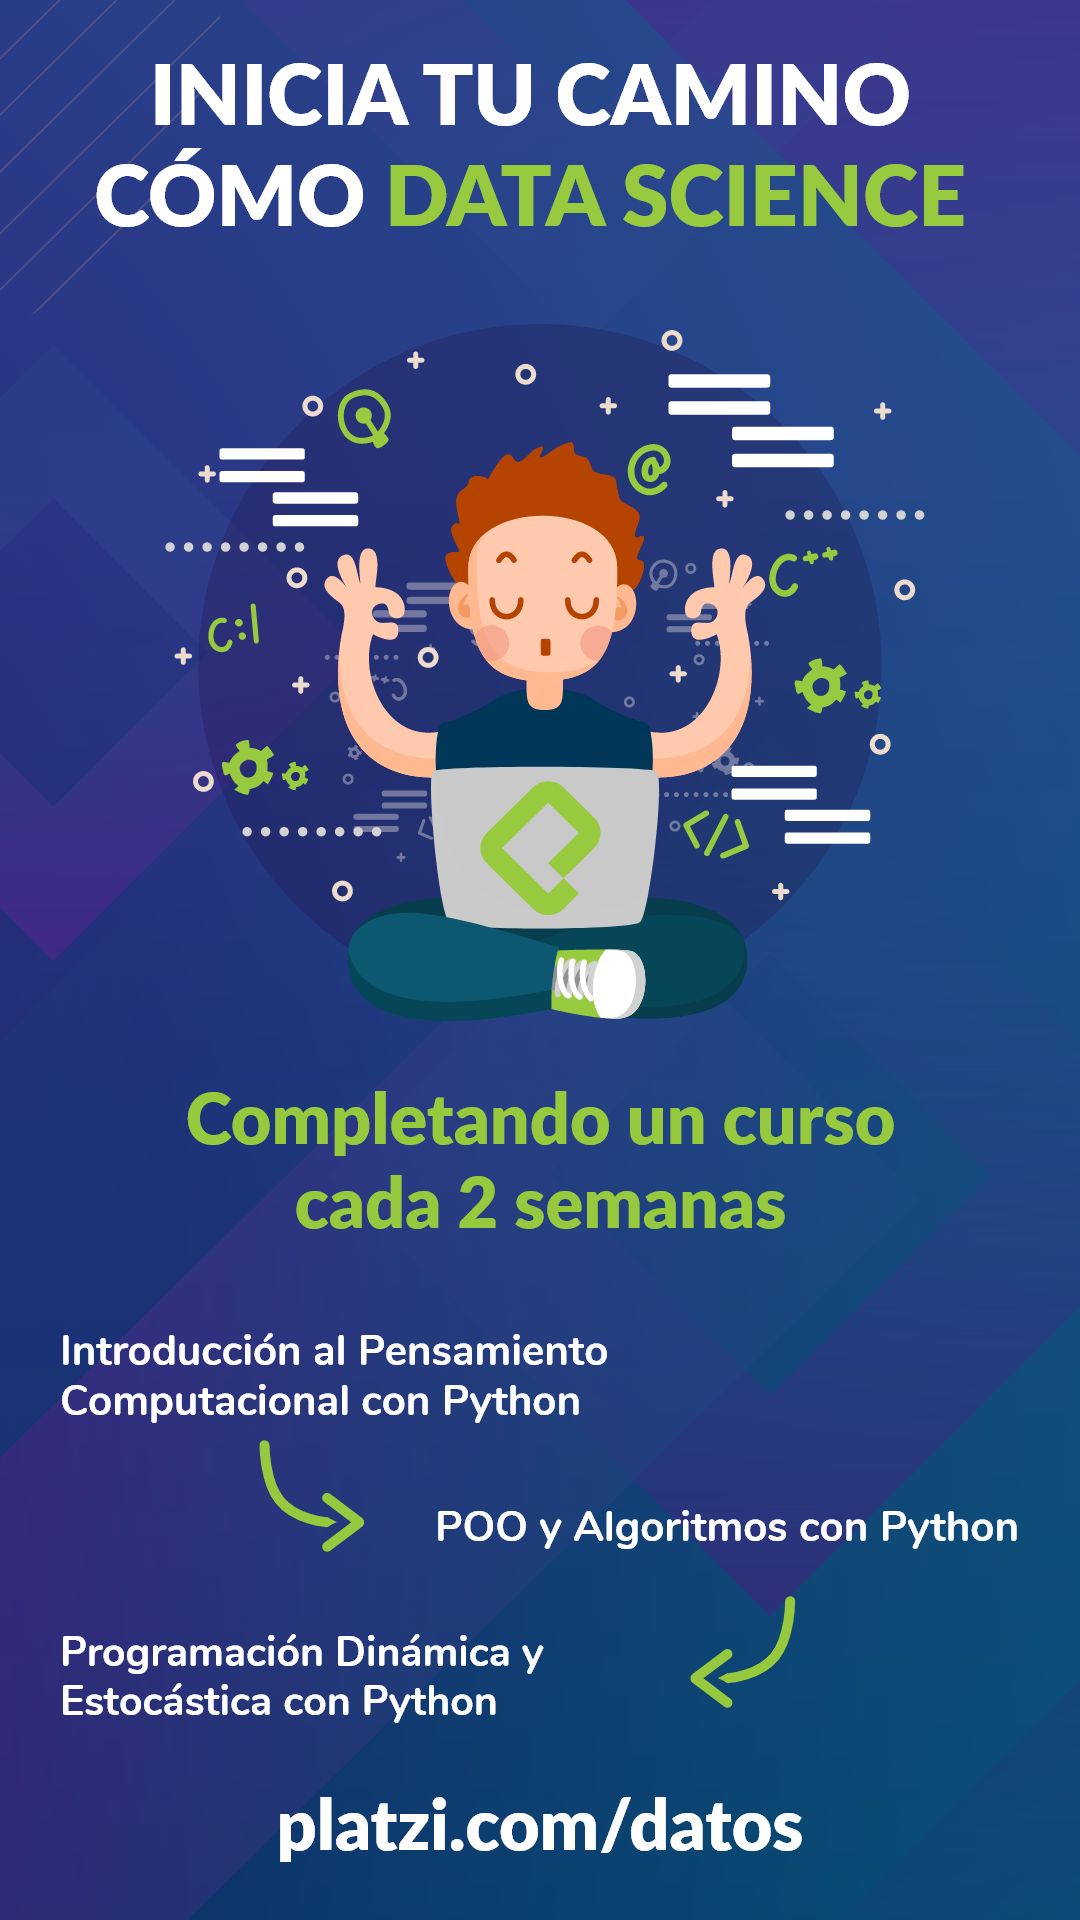 INICIA TU CAMINO
CÓMO DATA SCIENCE
@
C++
C:\
</>
Completando un curso
cada 2 semanas
Introducción al Pensamiento
Computacional con Python
POO y Algoritmos con Python
Programación Dinámica y
Estocástica con Python
platzi.com/datos